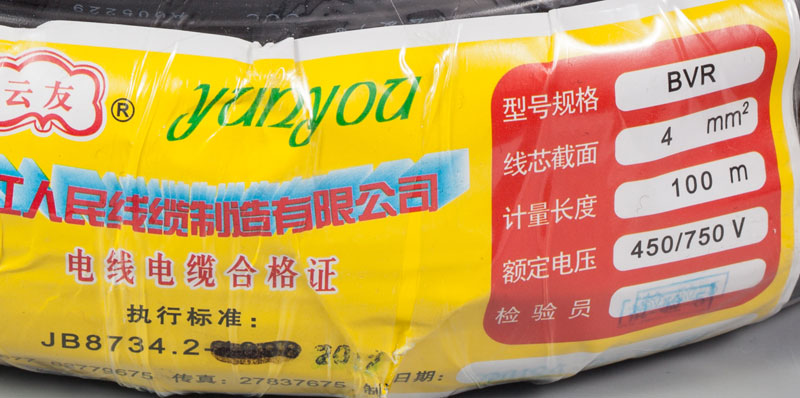 云友®
yunyou
江人民线缆制造有限公司
电线电缆合格证
执行标准：
JB8734.2-
传真：27837675
日期：
型号规格 BVR
线芯截面 4 mm²
计量长度 100 m
额定电压 450/750 V
检验员